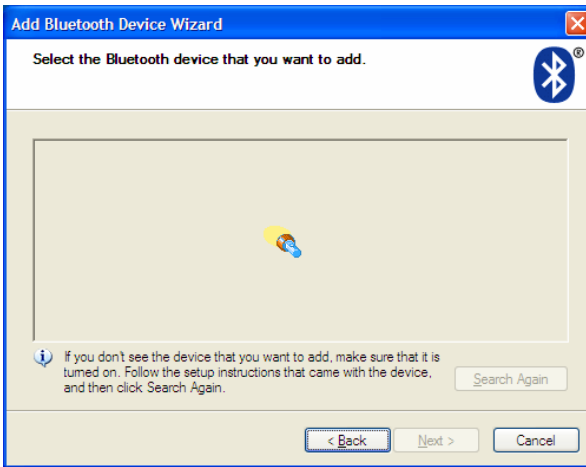 Add Bluetooth Device Wizard
Select the Bluetooth device that you want to add.
®
If you don't see the device that you want to add, make sure that it is
turned on. Follow the setup instructions that came with the device,
and then click Search Again.
Search Again
< Back
Next >
Cancel